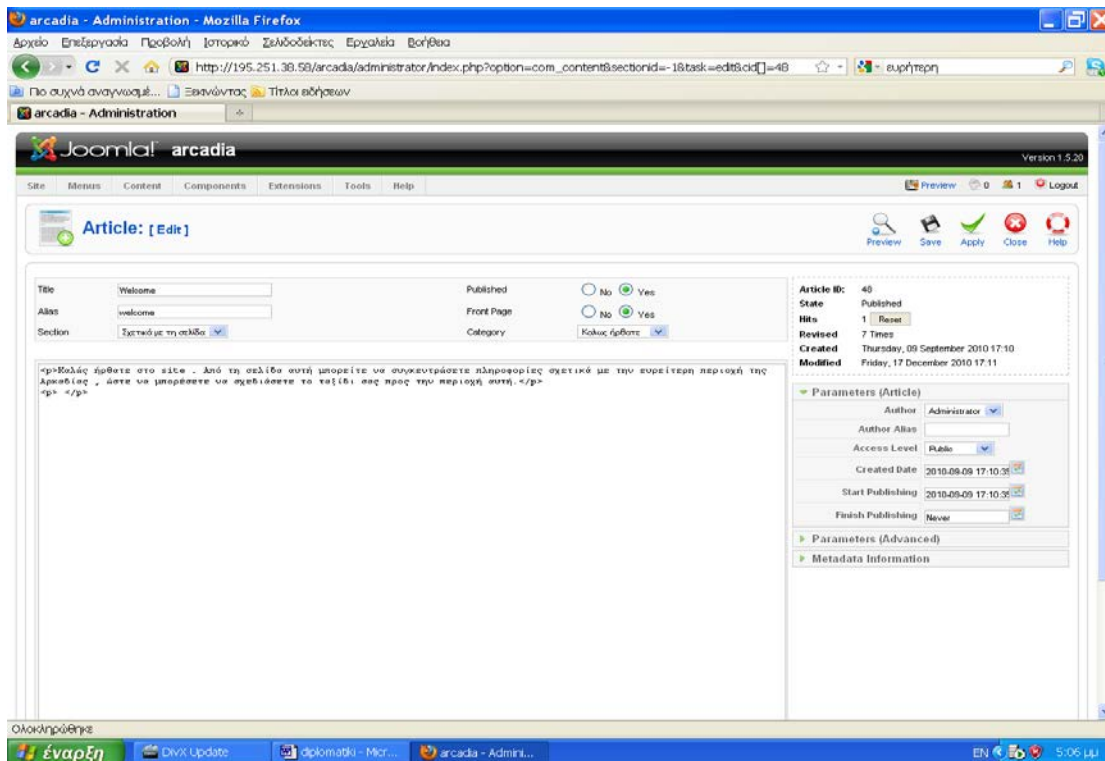 arcadia - Administration - Mozilla Firefox
Αρχείο Επεξεργασία Προβολή Ιστορικό Σελιδοδείκτες Εργαλεία Βοήθεια
http://195.251.38.58/arcadia/administrator/index.php?option=com_content&sectionid=-1&task=edit&cid[]=48 ευρήτερη
Πιο συχνά αναγνωσμέ... Ξεκινώντας Τίτλοι ειδήσεων
arcadia - Administration
Joomla! arcadia
Version 1.5.20
Site Menus Content Components Extensions Tools Help Preview 0 1 Logout
Article: [ Edit ]
Preview Save Apply Close Help
Title Welcome Published No Yes
Alias welcome Front Page No Yes
Section Σχετικά με τη σελίδα Category Καλως ήρθατε
<p>Καλώς ήρθατε στο site . Από τη σελίδα αυτή μπορείτε να συγκεντρώσετε πληροφορίες σχετικά με την ευρείτερη περιοχή της
Αρκαδίας , ώστε να μπορέσετε να σχεδιάσετε το ταξίδι σας προς την περιοχή αυτή.</p>
<p> </p>
Article ID: 48
State Published
Hits 1 Reset
Revised 7 Times
Created Thursday, 09 September 2010 17:10
Modified Friday, 17 December 2010 17:11
Parameters (Article)
Author Administrator
Author Alias
Access Level Public
Created Date 2010-09-09 17:10:35
Start Publishing 2010-09-09 17:10:35
Finish Publishing Never
Parameters (Advanced)
Metadata Information
Ολοκληρώθηκε
έναρξη DivX Update diplomatiki - Micr... arcadia - Admini... EN 5:06 μμ